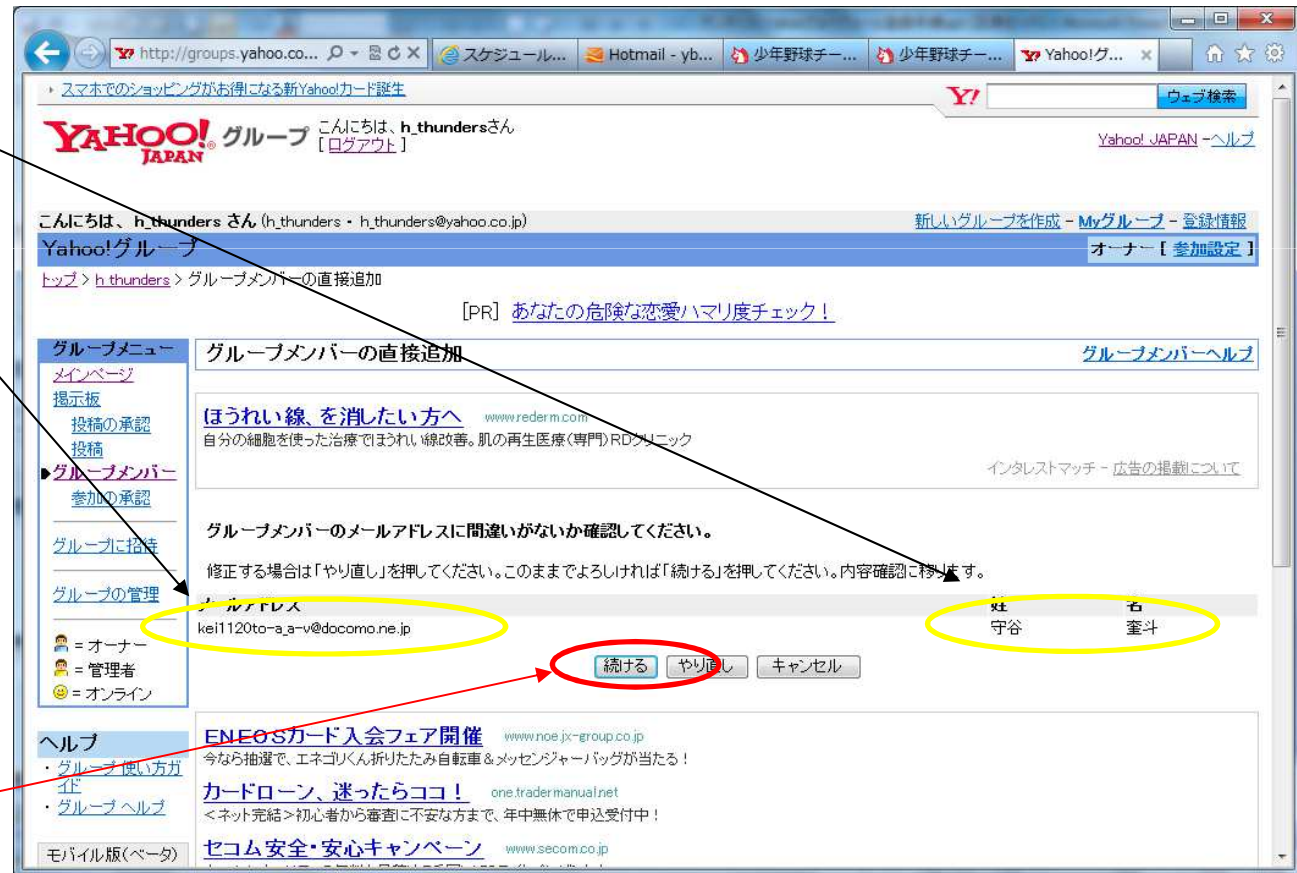 http://groups.yahoo.co...
スケジュール...
Hotmail - yb...
少年野球チー...
少年野球チー...
Yahoo!グ...
スマホでのショッピングがお得になる新Yahoo!カード誕生
Y!
ウェブ検索
YAHOO! JAPAN グループ
こんにちは、h_thundersさん
[ログアウト]
Yahoo! JAPAN -ヘルプ
こんにちは、h_thunders さん (h_thunders・h_thunders@yahoo.co.jp)
新しいグループを作成 - Myグループ - 登録情報
Yahoo!グループ
オーナー [ 参加設定 ]
トップ > h_thunders > グループメンバーの直接追加
[PR] あなたの危険な恋愛ハマリ度チェック！
グループメニュー
メインページ
掲示板
投稿の承認
投稿
グループメンバー
参加の承認
グループに招待
グループの管理
= オーナー
= 管理者
= オンライン
ヘルプ
・グループ 使い方ガイド
・グループ ヘルプ
モバイル版(ベータ)
グループメンバーの直接追加
グループメンバーヘルプ
ほうれい線、を消したい方へ www.rederm.com
自分の細胞を使った治療でほうれい線改善。肌の再生医療(専門)RDクリニック
インタレストマッチ - 広告の掲載について
グループメンバーのメールアドレスに間違いがないか確認してください。
修正する場合は「やり直し」を押してください。このままでよろしければ「続ける」を押してください。内容確認に移ります。
メールアドレス 姓 名
kei1120to-a_a-v@docomo.ne.jp 守谷 奎斗
続ける やり直し キャンセル
ＥＮＥＯＳカード入会フェア開催 www.noe.jx-group.co.jp
今なら抽選で、エネゴリくん折りたたみ自転車＆メッセンジャーバッグが当たる！
カードローン、迷ったらココ！ one.tradermanual.net
＜ネット完結＞初心者から審査に不安な方まで、年中無休で申込受付中！
セコム安全・安心キャンペーン www.secom.co.jp